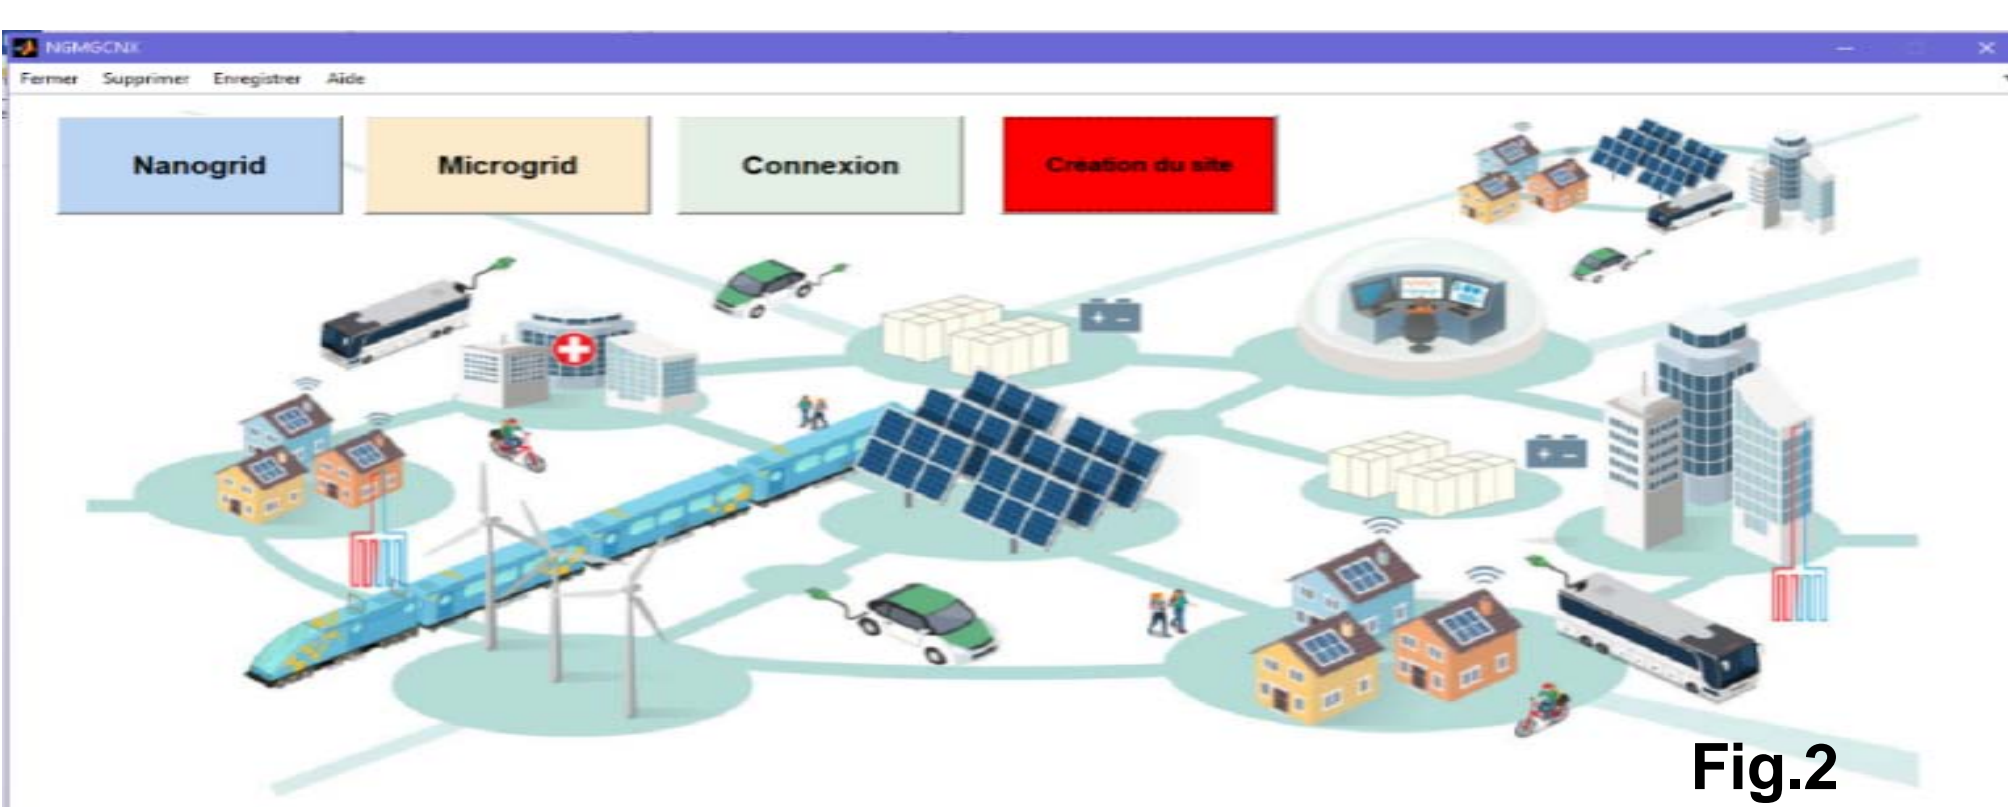 NGMGCNX
Fermer Supprimer Enregistrer Aide
Nanogrid Microgrid Connexion Creation du site
Fig.2